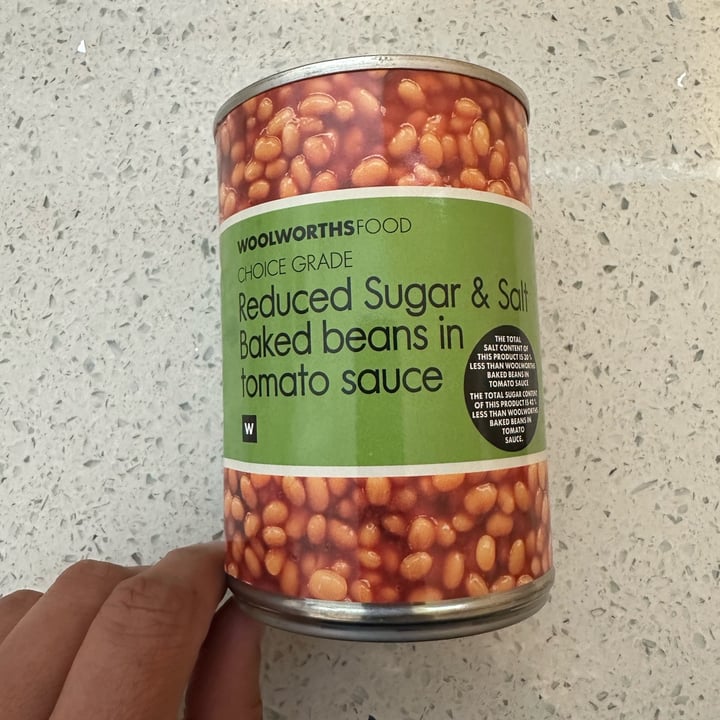 WOOLWORTHSFOOD
CHOICE GRADE
Reduced Sugar & Salt
Baked beans in
tomato sauce
W
THE TOTAL
SALT CONTENT OF
THIS PRODUCT IS 20 %
LESS THAN WOOLWORTHS
BAKED BEANS IN
TOMATO SAUCE
THE TOTAL SUGAR CONTENT
OF THIS PRODUCT IS 42 %
LESS THAN WOOLWORTHS
BAKED BEANS IN
TOMATO
SAUCE.